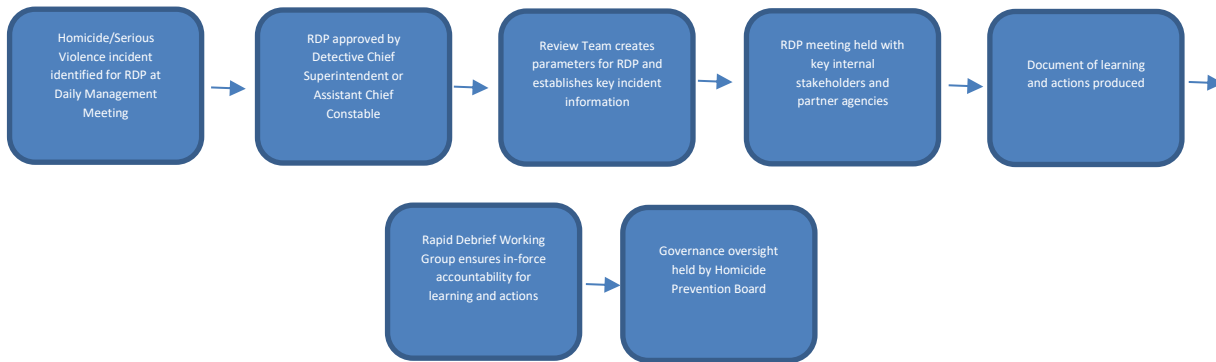 Homicide/Serious
Violence incident
identified for RDP at
Daily Management
Meeting
RDP approved by
Detective Chief
Superintendent or
Assistant Chief
Constable
Review Team creates
parameters for RDP and
establishes key incident
information
RDP meeting held with
key internal
stakeholders and
partner agencies
Document of learning
and actions produced
Rapid Debrief Working
Group ensures in-force
accountability for
learning and actions
Governance oversight
held by Homicide
Prevention Board